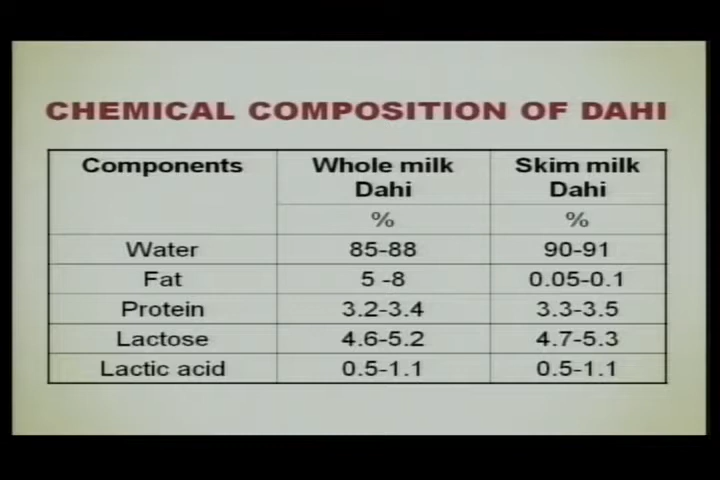 CHEMICAL COMPOSITION OF DAHI
Components Whole milk Dahi Skim milk Dahi
% %
Water 85-88 90-91
Fat 5 -8 0.05-0.1
Protein 3.2-3.4 3.3-3.5
Lactose 4.6-5.2 4.7-5.3
Lactic acid 0.5-1.1 0.5-1.1